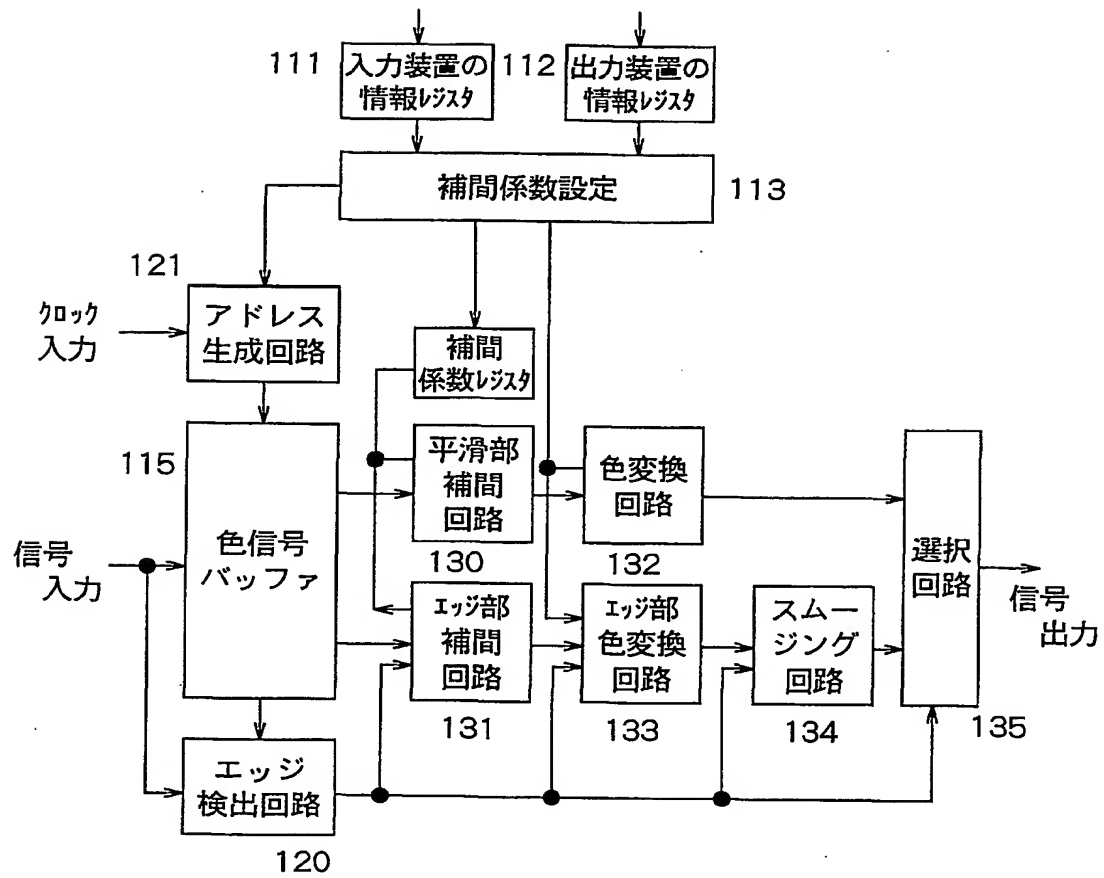 111
入力装置の
情報レジスタ
112
出力装置の
情報レジスタ
補間係数設定
113
121
クロック
入力
アドレス
生成回路
補間
係数レジスタ
115
色信号
バッファ
平滑部
補間
回路
130
色変換
回路
132
選択
回路
135
信号
入力
信号
出力
エッジ部
補間
回路
131
エッジ部
色変換
回路
133
スムー
ジング
回路
134
エッジ
検出回路
120